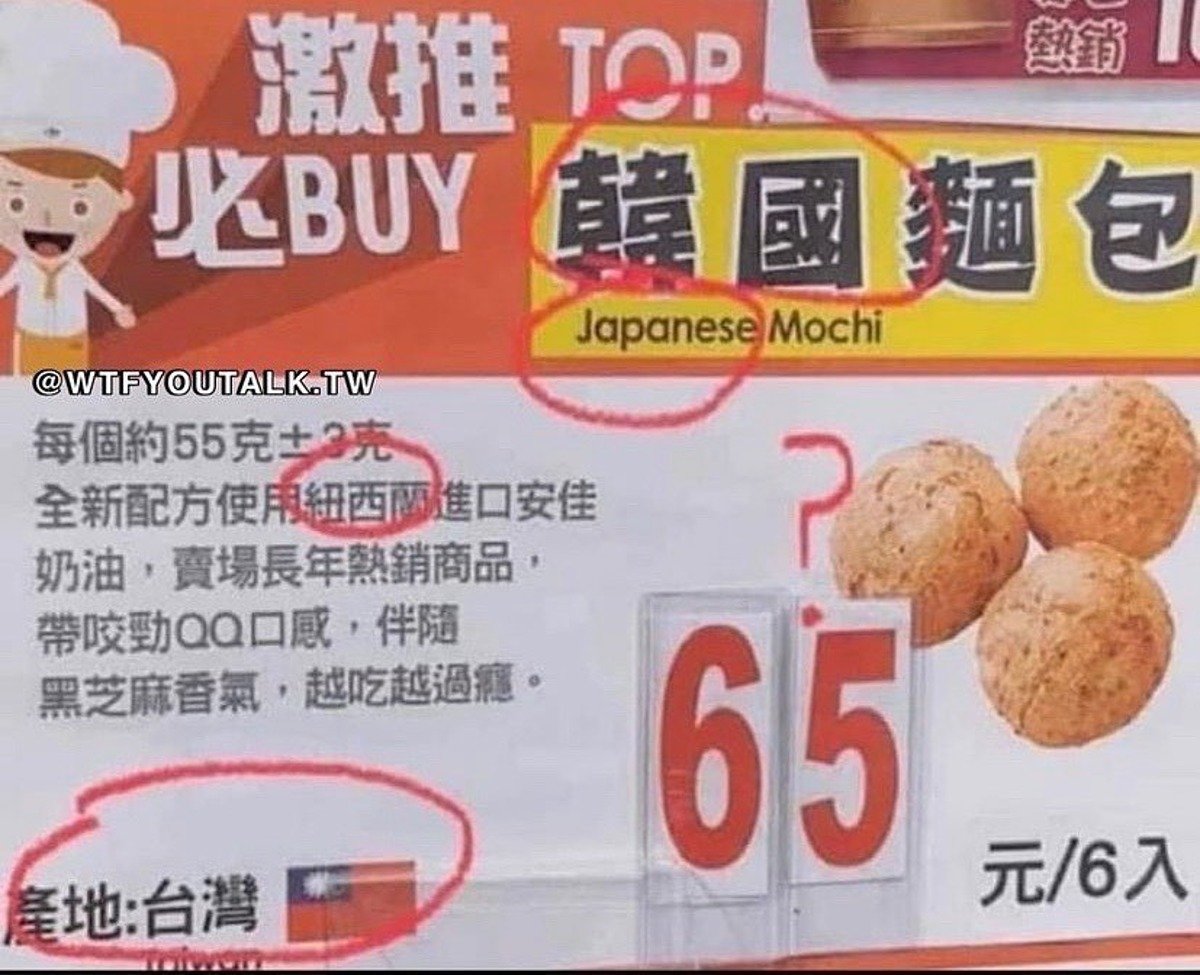 激推 TOP.
必BUY
熱銷
韓國麵包
Japanese Mochi
@WTFYOUTALK.TW
每個約55克±3克
全新配方使用紐西蘭進口安佳
奶油，賣場長年熱銷商品，
帶咬勁QQ口感，伴隨
黑芝麻香氣，越吃越過癮。
?
65
元/6入
產地:台灣
Taiwan